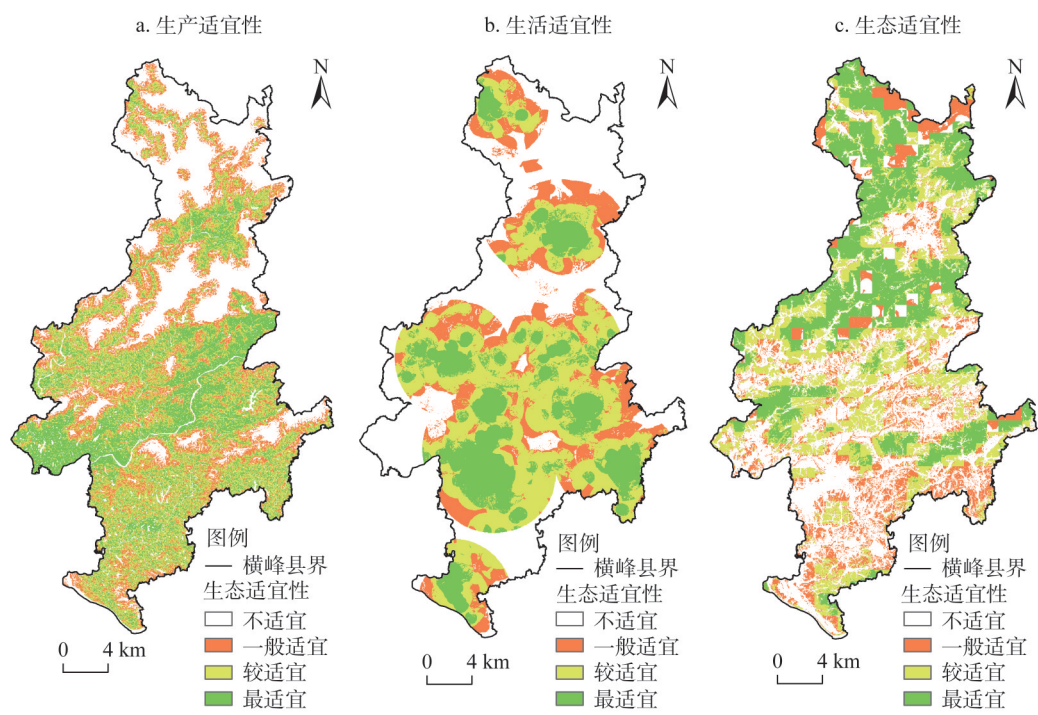 a. 生产适宜性
b. 生活适宜性
c. 生态适宜性
N
N
N
图例
横峰县界
生态适宜性
不适宜
一般适宜
较适宜
最适宜
0 4 km
图例
横峰县界
生态适宜性
不适宜
一般适宜
较适宜
最适宜
0 4 km
图例
横峰县界
生态适宜性
不适宜
一般适宜
较适宜
最适宜
0 4 km